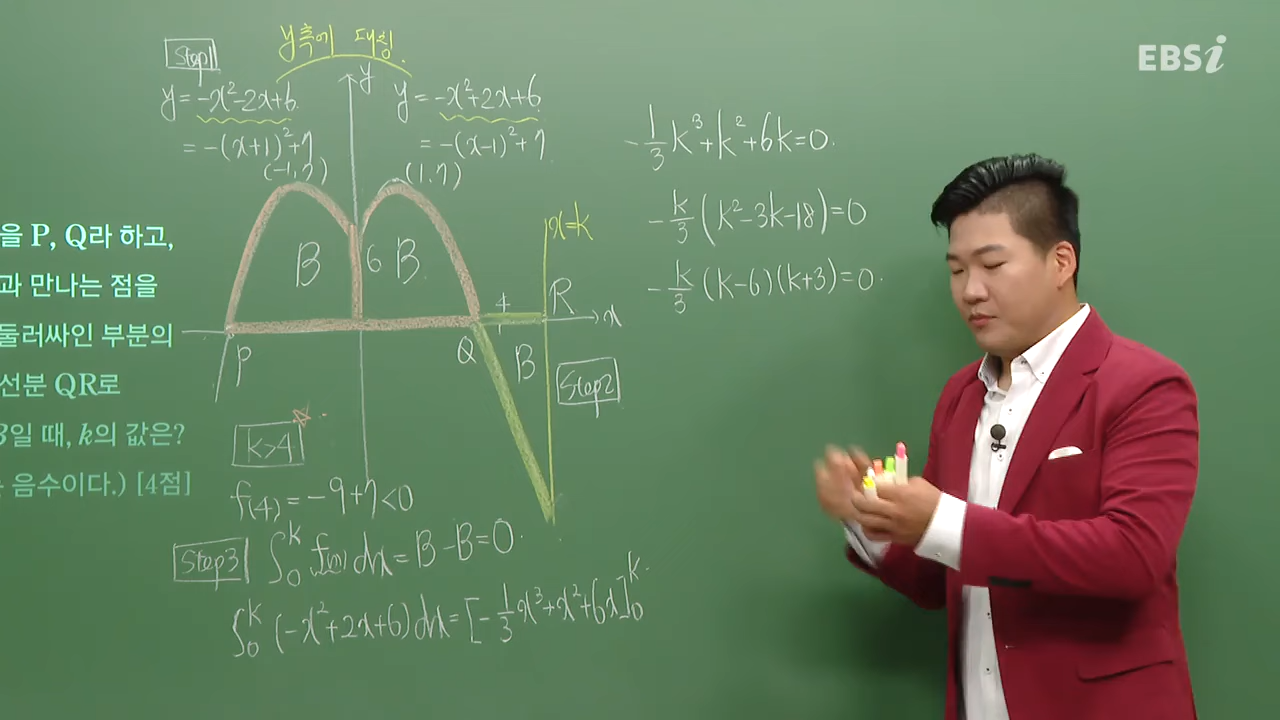 EBSi
Step1
y축에 대칭
y=-x²-2x+6
=-(x+1)²+7
(-1,7)
y=-x²+2x+6
=-(x-1)²+7
(1,7)
y
B
6
B
x=k
4
R
x
P
Q
B
Step2
k>4
f(4)=-9+7<0
Step3
∫₀ᵏ f(x)dx=B-B=0.
∫₀ᵏ(-x²+2x+6)dx=[-1/3x³+x²+6x]₀ᵏ
-1/3k³+k²+6k=0.
-k/3(k²-3k-18)=0
-k/3(k-6)(k+3)=0.
을 P, Q라 하고,
과 만나는 점을
둘러싸인 부분의
선분 QR로
일 때, k의 값은?
음수이다.) [4점]